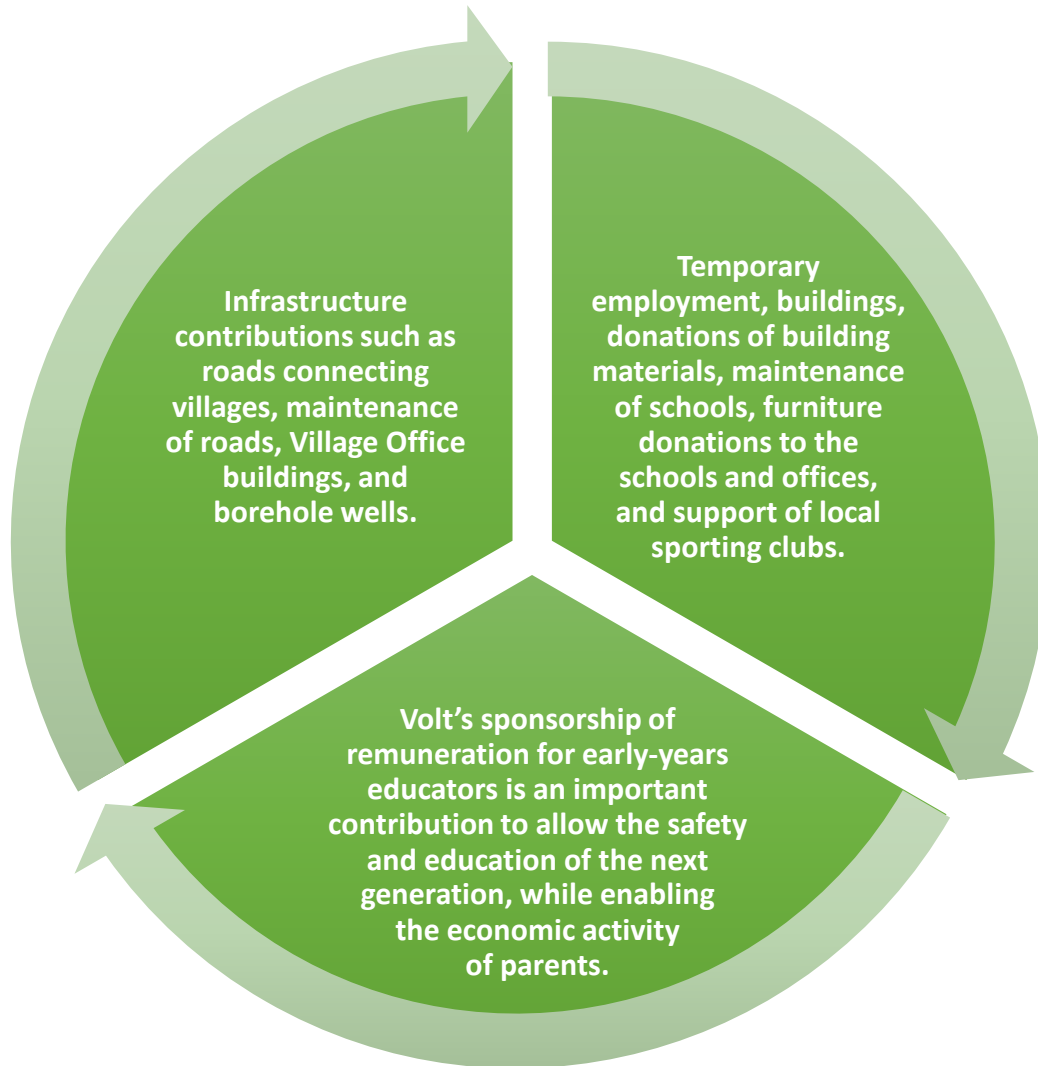 Infrastructure
contributions such as
roads connecting
villages, maintenance
of roads, Village Office
buildings, and
borehole wells.
Temporary
employment, buildings,
donations of building
materials, maintenance
of schools, furniture
donations to the
schools and offices,
and support of local
sporting clubs.
Volt’s sponsorship of
remuneration for early-years
educators is an important
contribution to allow the safety
and education of the next
generation, while enabling
the economic activity
of parents.